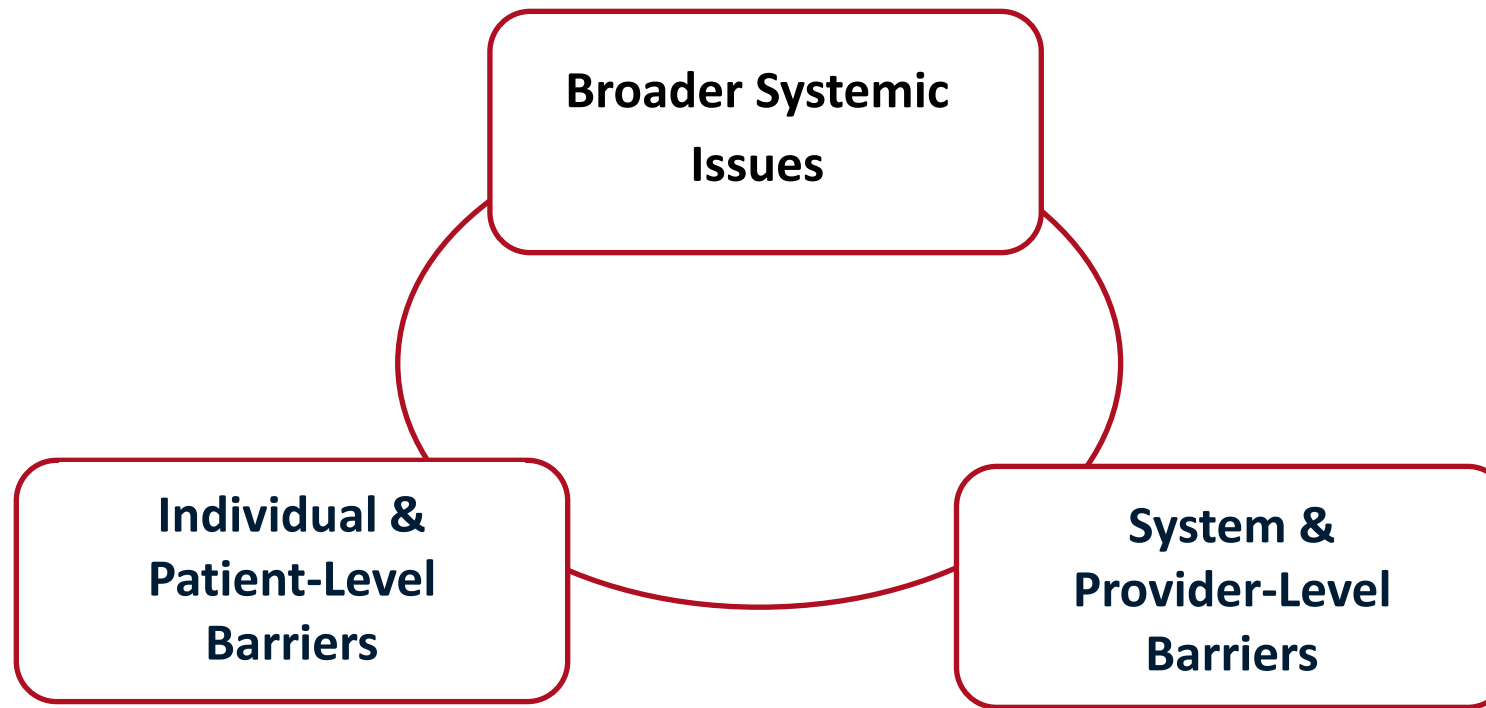 Broader Systemic
Issues
Individual &
Patient-Level
Barriers
System &
Provider-Level
Barriers